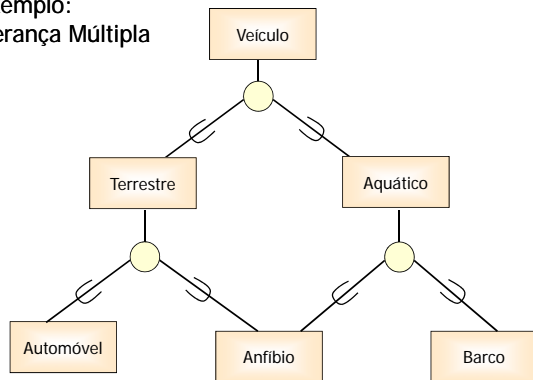 emplo:
erança Múltipla
Veículo
Terrestre
Aquático
Automóvel
Anfíbio
Barco